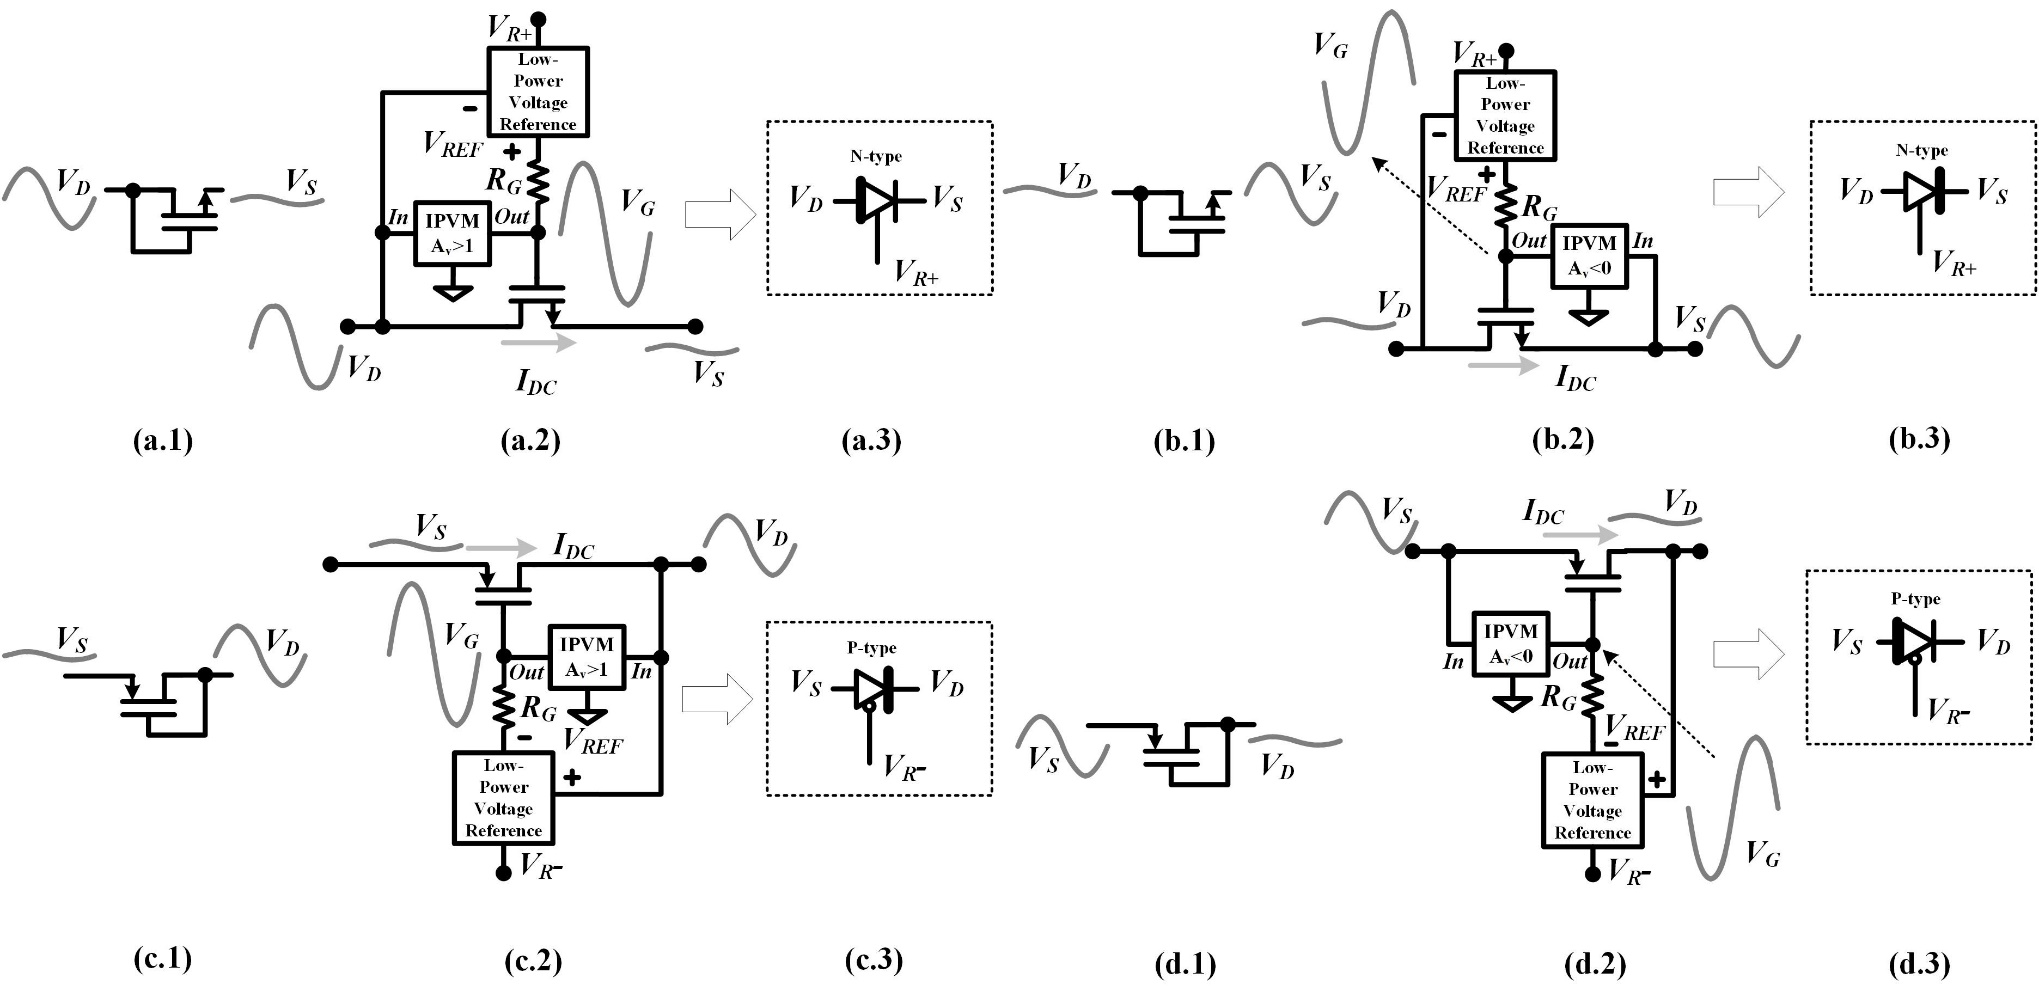 V_D
V_S
(a.1)
V_R+
Low-
Power
Voltage
Reference
-
V_REF
+
R_G
V_G
In
IPVM
A_v>1
Out
V_D
I_DC
V_S
(a.2)
N-type
V_D
V_S
V_R+
(a.3)
V_D
V_S
(b.1)
V_G
V_R+
Low-
Power
Voltage
Reference
-
+
V_REF
R_G
Out
IPVM
A_v<0
In
V_D
V_S
I_DC
(b.2)
N-type
V_D
V_S
V_R+
(b.3)
V_S
V_D
(c.1)
V_S
I_DC
V_D
V_G
IPVM
A_v>1
Out
In
R_G
-
V_REF
Low-
Power
Voltage
Reference
+
V_R-
(c.2)
P-type
V_S
V_D
V_R-
(c.3)
V_S
V_D
(d.1)
V_S
I_DC
V_D
IPVM
A_v<0
In
Out
R_G
V_REF
-
Low-
Power
Voltage
Reference
+
V_G
V_R-
(d.2)
P-type
V_S
V_D
V_R-
(d.3)